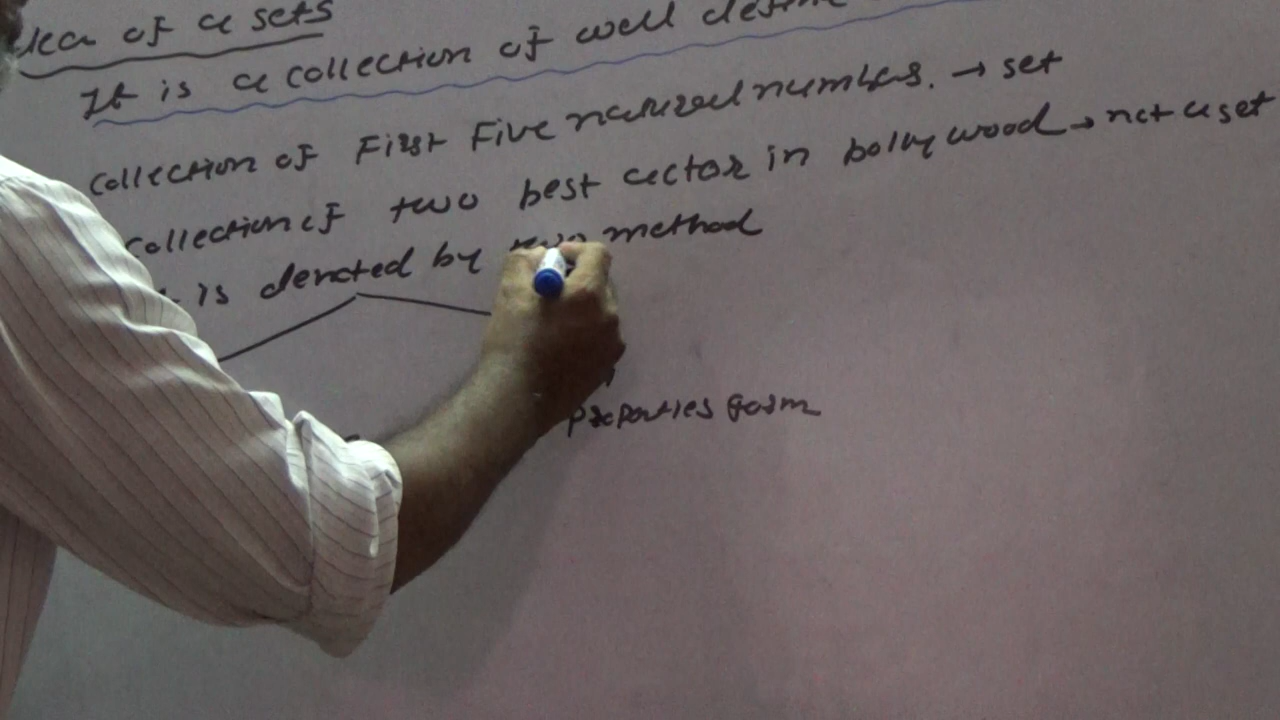 of a sets
It is a collection of well define
collection of First Five natural numbers. → set
collection of two best actor in bollywood → not a set
is denoted by two method
properties form